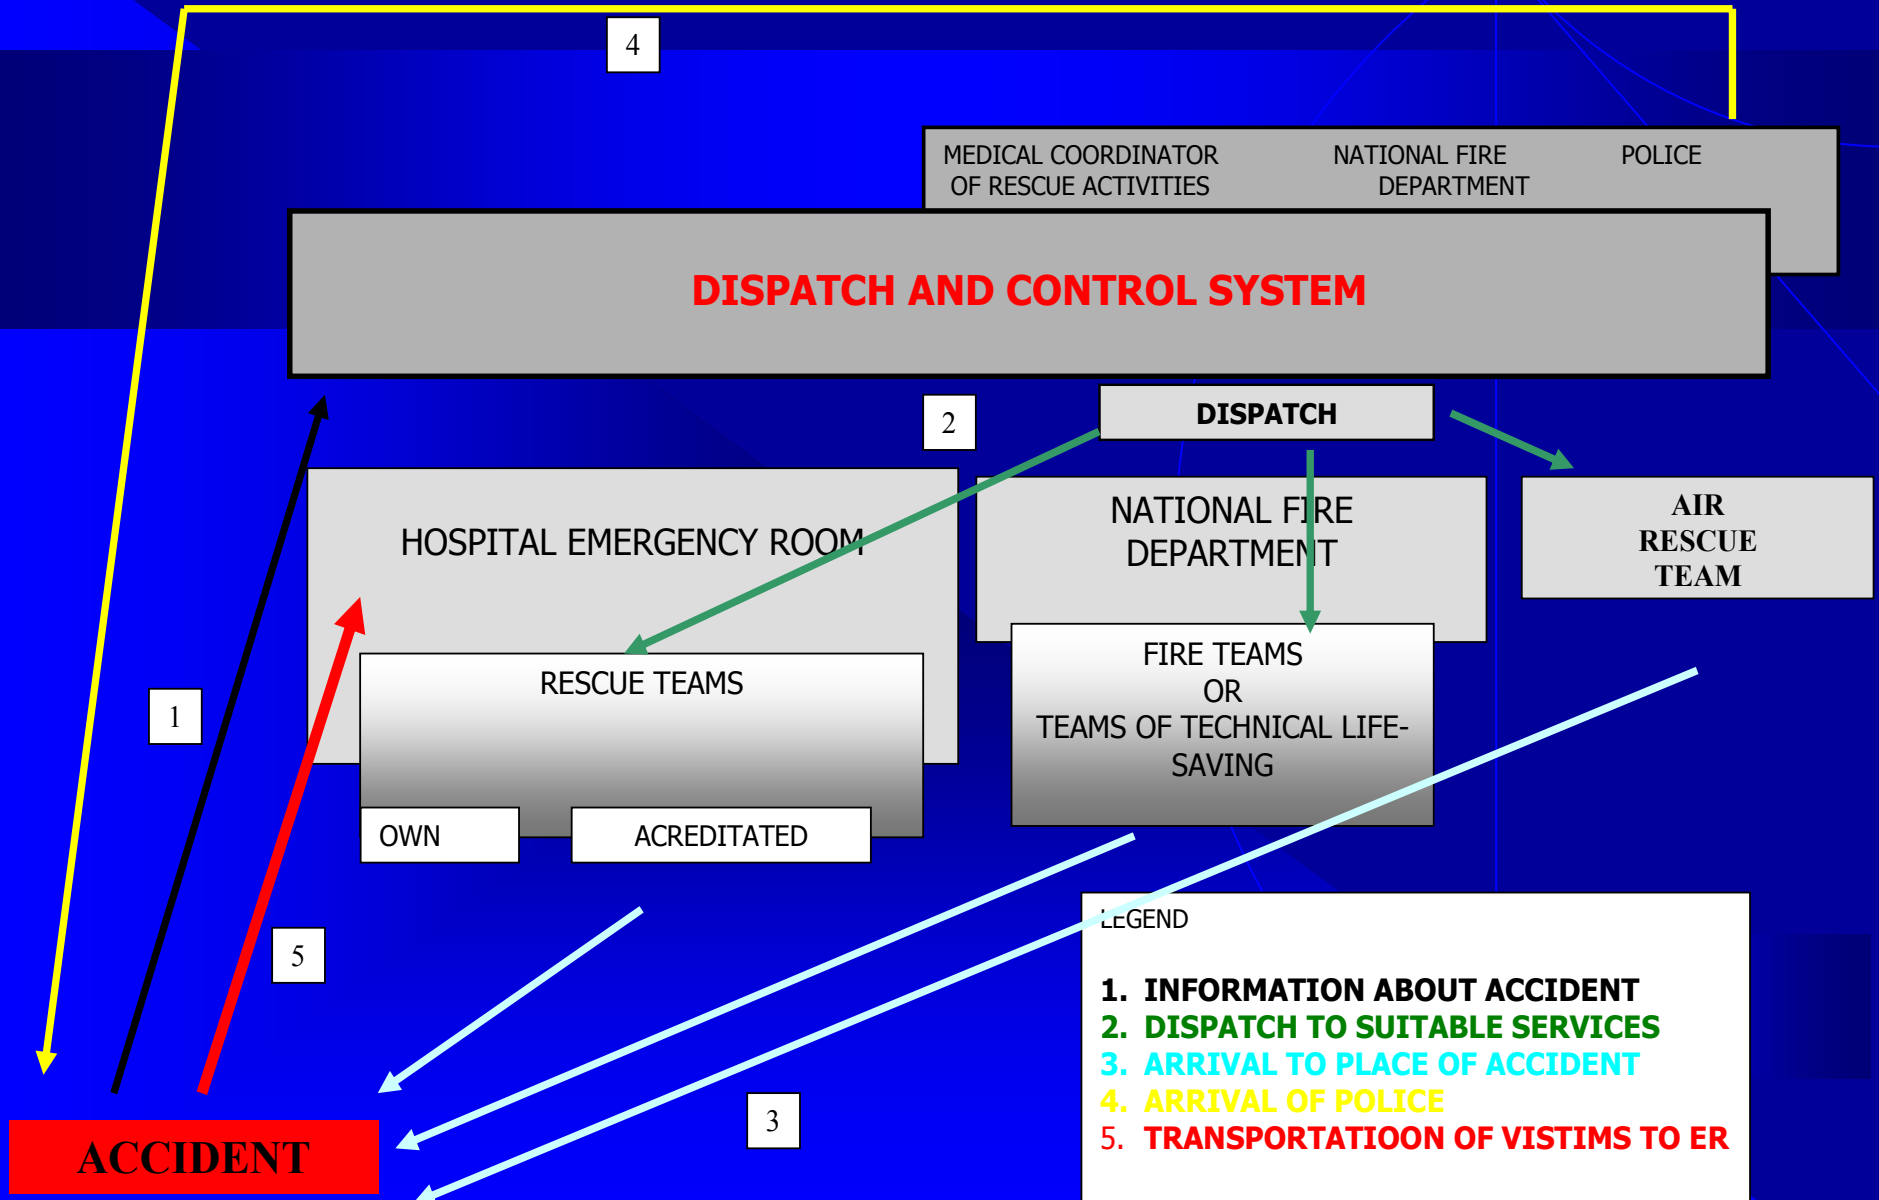 4
MEDICAL COORDINATOR
OF RESCUE ACTIVITIES
NATIONAL FIRE
DEPARTMENT
POLICE
DISPATCH AND CONTROL SYSTEM
2
DISPATCH
HOSPITAL EMERGENCY ROOM
NATIONAL FIRE
DEPARTMENT
AIR
RESCUE
TEAM
RESCUE TEAMS
FIRE TEAMS
OR
TEAMS OF TECHNICAL LIFE-
SAVING
1
OWN
ACREDITATED
5
LEGEND
1. INFORMATION ABOUT ACCIDENT
2. DISPATCH TO SUITABLE SERVICES
3. ARRIVAL TO PLACE OF ACCIDENT
4. ARRIVAL OF POLICE
5. TRANSPORTATIOON OF VISTIMS TO ER
3
ACCIDENT